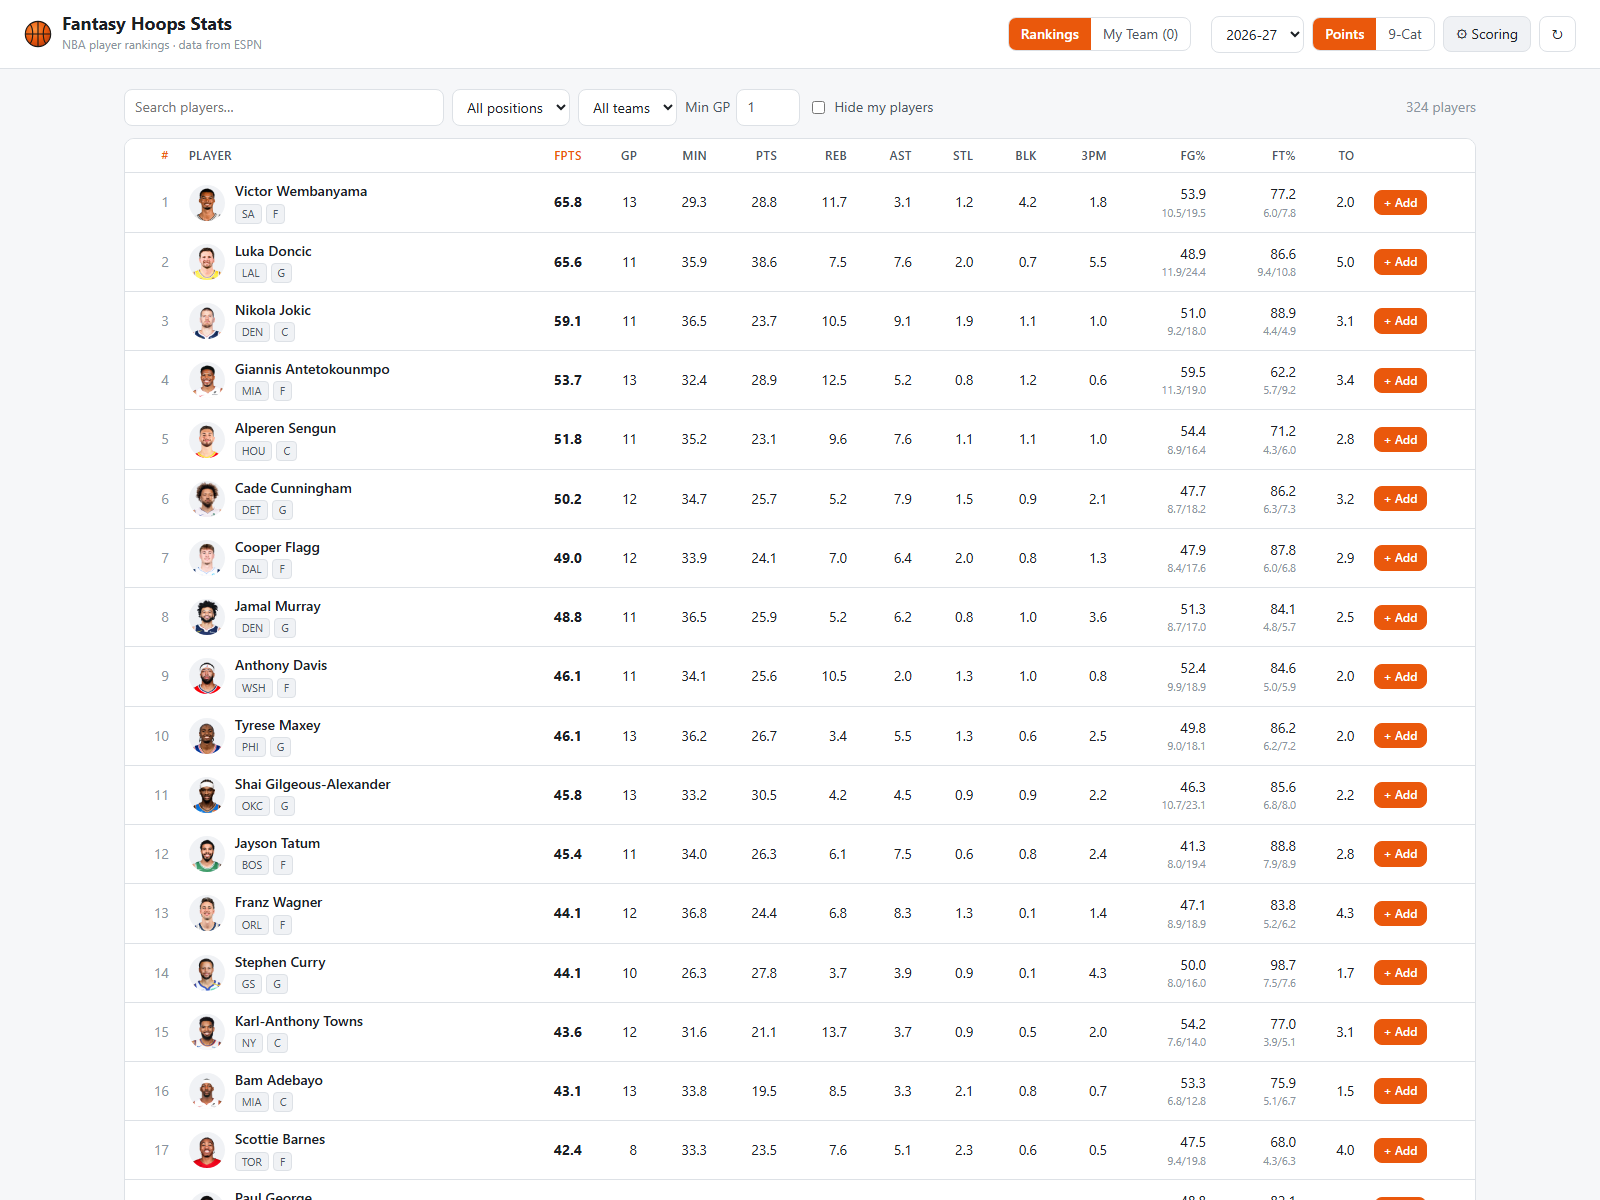 Fantasy Hoops Stats
NBA player rankings · data from ESPN
Rankings My Team (0) 2026-27 Points 9-Cat ⚙ Scoring ↻
Search players... All positions All teams Min GP 1 Hide my players 324 players
# PLAYER FPTS GP MIN PTS REB AST STL BLK 3PM FG% FT% TO
1 Victor Wembanyama SA F 65.8 13 29.3 28.8 11.7 3.1 1.2 4.2 1.8 53.9 10.5/19.5 77.2 6.0/7.8 2.0 + Add
2 Luka Doncic LAL G 65.6 11 35.9 38.6 7.5 7.6 2.0 0.7 5.5 48.9 11.9/24.4 86.6 9.4/10.8 5.0 + Add
3 Nikola Jokic DEN C 59.1 11 36.5 23.7 10.5 9.1 1.9 1.1 1.0 51.0 9.2/18.0 88.9 4.4/4.9 3.1 + Add
4 Giannis Antetokounmpo MIA F 53.7 13 32.4 28.9 12.5 5.2 0.8 1.2 0.6 59.5 11.3/19.0 62.2 5.7/9.2 3.4 + Add
5 Alperen Sengun HOU C 51.8 11 35.2 23.1 9.6 7.6 1.1 1.1 1.0 54.4 8.9/16.4 71.2 4.3/6.0 2.8 + Add
6 Cade Cunningham DET G 50.2 12 34.7 25.7 5.2 7.9 1.5 0.9 2.1 47.7 8.7/18.2 86.2 6.3/7.3 3.2 + Add
7 Cooper Flagg DAL F 49.0 12 33.9 24.1 7.0 6.4 2.0 0.8 1.3 47.9 8.4/17.6 87.8 6.0/6.8 2.9 + Add
8 Jamal Murray DEN G 48.8 11 36.5 25.9 5.2 6.2 0.8 1.0 3.6 51.3 8.7/17.0 84.1 4.8/5.7 2.5 + Add
9 Anthony Davis WSH F 46.1 11 34.1 25.6 10.5 2.0 1.3 1.0 0.8 52.4 9.9/18.9 84.6 5.0/5.9 2.0 + Add
10 Tyrese Maxey PHI G 46.1 13 36.2 26.7 3.4 5.5 1.3 0.6 2.5 49.8 9.0/18.1 86.2 6.2/7.2 2.0 + Add
11 Shai Gilgeous-Alexander OKC G 45.8 13 33.2 30.5 4.2 4.5 0.9 0.9 2.2 46.3 10.7/23.1 85.6 6.8/8.0 2.2 + Add
12 Jayson Tatum BOS F 45.4 11 34.0 26.3 6.1 7.5 0.6 0.8 2.4 41.3 8.0/19.4 88.8 7.9/8.9 2.8 + Add
13 Franz Wagner ORL F 44.1 12 36.8 24.4 6.8 8.3 1.3 0.1 1.4 47.1 8.9/18.9 83.8 5.2/6.2 4.3 + Add
14 Stephen Curry GS G 44.1 10 26.3 27.8 3.7 3.9 0.9 0.1 4.3 50.0 8.0/16.0 98.7 7.5/7.6 1.7 + Add
15 Karl-Anthony Towns NY C 43.6 12 31.6 21.1 13.7 3.7 0.9 0.5 2.0 54.2 7.6/14.0 77.0 3.9/5.1 3.1 + Add
16 Bam Adebayo MIA C 43.1 13 33.8 19.5 8.5 3.3 2.1 0.8 0.7 53.3 6.8/12.8 75.9 5.1/6.7 1.5 + Add
17 Scottie Barnes TOR F 42.4 8 33.3 23.5 7.6 5.1 2.3 0.6 0.5 47.5 9.4/19.8 68.0 4.3/6.3 4.0 + Add
Paul George